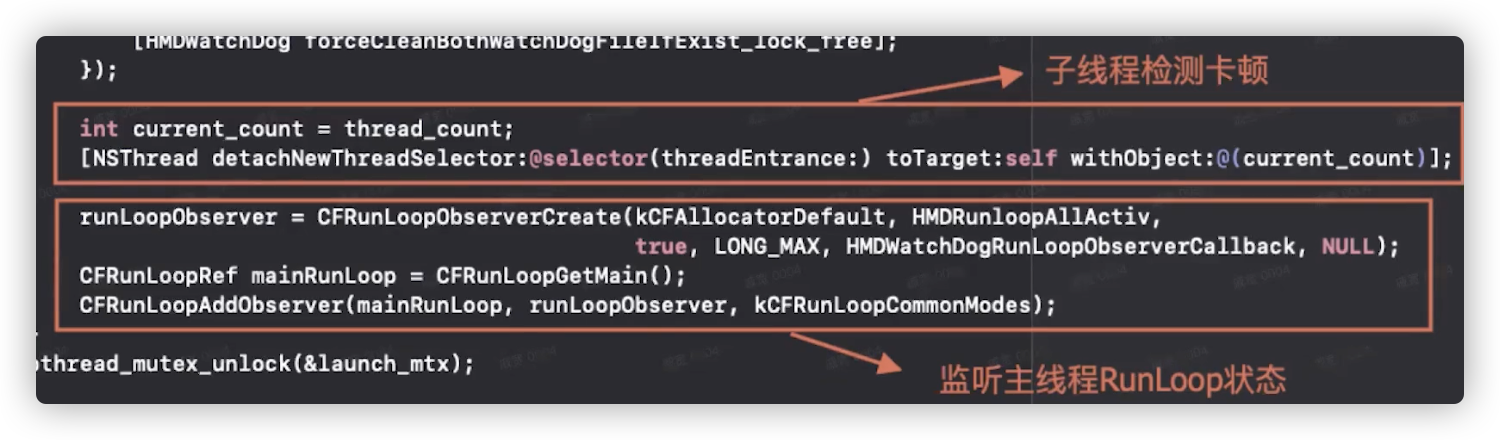 [HMDWatchDog forceCleanBothWatchDogFileIfExist_lock_free];
});
子线程检测卡顿
int current_count = thread_count;
[NSThread detachNewThreadSelector:@selector(threadEntrance:) toTarget:self withObject:@(current_count)];
runLoopObserver = CFRunLoopObserverCreate(kCFAllocatorDefault, HMDRunloopAllActiv,
true, LONG_MAX, HMDWatchDogRunLoopObserverCallback, NULL);
CFRunLoopRef mainRunLoop = CFRunLoopGetMain();
CFRunLoopAddObserver(mainRunLoop, runLoopObserver, kCFRunLoopCommonModes);
pthread_mutex_unlock(&launch_mtx);
监听主线程RunLoop状态